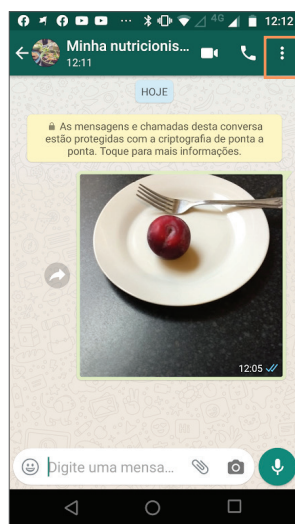 4G 12:12
Minha nutricionis...
12:11
HOJE
As mensagens e chamadas desta conversa
estão protegidas com a criptografia de ponta a
ponta. Toque para mais informações.
12:05
Digite uma mensa...